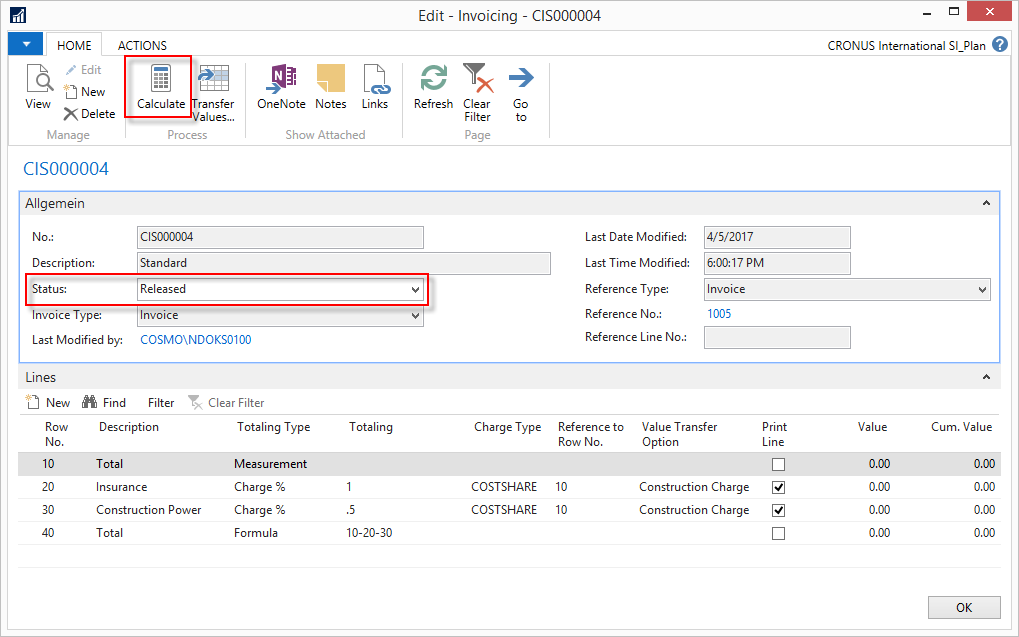 Edit - Invoicing - CIS000004
HOME ACTIONS CRONUS International SI_Plan ?
View
Edit
New
Delete
Manage
Calculate
Transfer
Values...
Process
OneNote Notes Links
Show Attached
Refresh
Clear
Filter
Go
to
Page
CIS000004
Allgemein
No.: CIS000004
Description: Standard
Status: Released
Invoice Type: Invoice
Last Modified by: COSMO\NDOKS0100
Last Date Modified: 4/5/2017
Last Time Modified: 6:00:17 PM
Reference Type: Invoice
Reference No.: 1005
Reference Line No.:
Lines
New Find Filter Clear Filter
Row No. Description Totaling Type Totaling Charge Type Reference to Row No. Value Transfer Option Print Line Value Cum. Value
10 Total Measurement 0.00 0.00
20 Insurance Charge % 1 COSTSHARE 10 Construction Charge 0.00 0.00
30 Construction Power Charge % .5 COSTSHARE 10 Construction Charge 0.00 0.00
40 Total Formula 10-20-30 0.00 0.00
OK